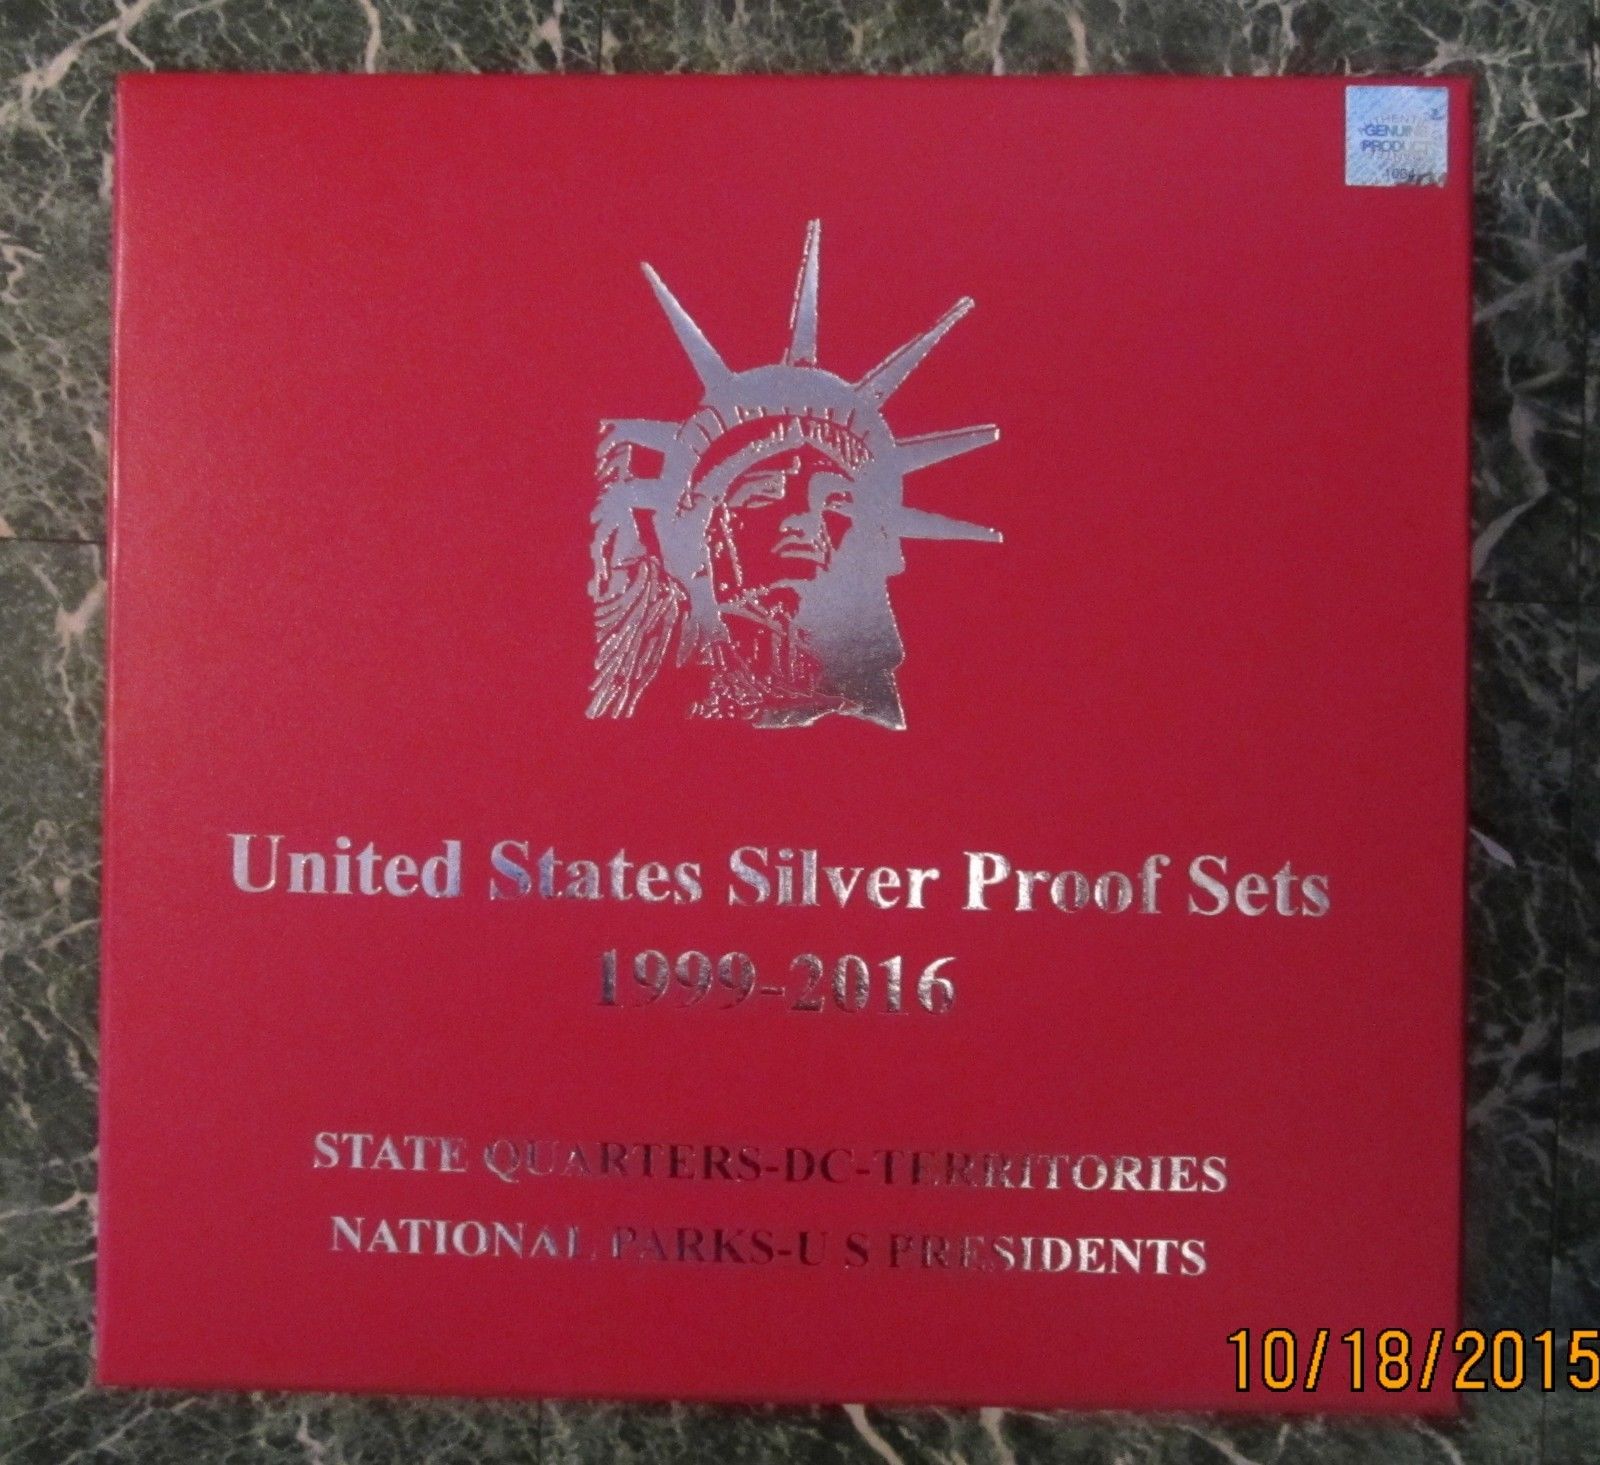 GENUINE
PRODUCT
United States Silver Proof Sets
1999-2016
STATE QUARTERS-DC-TERRITORIES
NATIONAL PARKS-U S PRESIDENTS
10/18/2015